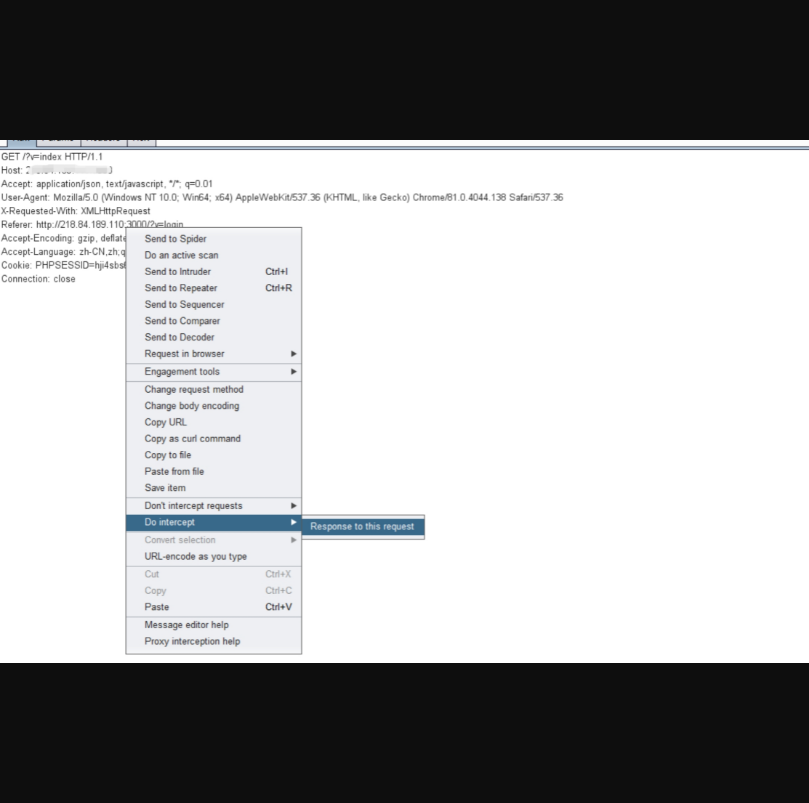 GET /?v=index HTTP/1.1
Host:
Accept: application/json, text/javascript, */*; q=0.01
User-Agent: Mozilla/5.0 (Windows NT 10.0; Win64; x64) AppleWebKit/537.36 (KHTML, like Gecko) Chrome/81.0.4044.138 Safari/537.36
X-Requested-With: XMLHttpRequest
Referer: http://218.84.189.110:3000/?v=login
Accept-Encoding: gzip, deflate
Accept-Language: zh-CN,zh;q
Cookie: PHPSESSID=hji4sbs
Connection: close
Send to Spider
Do an active scan
Send to Intruder Ctrl+I
Send to Repeater Ctrl+R
Send to Sequencer
Send to Comparer
Send to Decoder
Request in browser
Engagement tools
Change request method
Change body encoding
Copy URL
Copy as curl command
Copy to file
Paste from file
Save item
Don't intercept requests
Do intercept
Response to this request
Convert selection
URL-encode as you type
Cut Ctrl+X
Copy Ctrl+C
Paste Ctrl+V
Message editor help
Proxy interception help